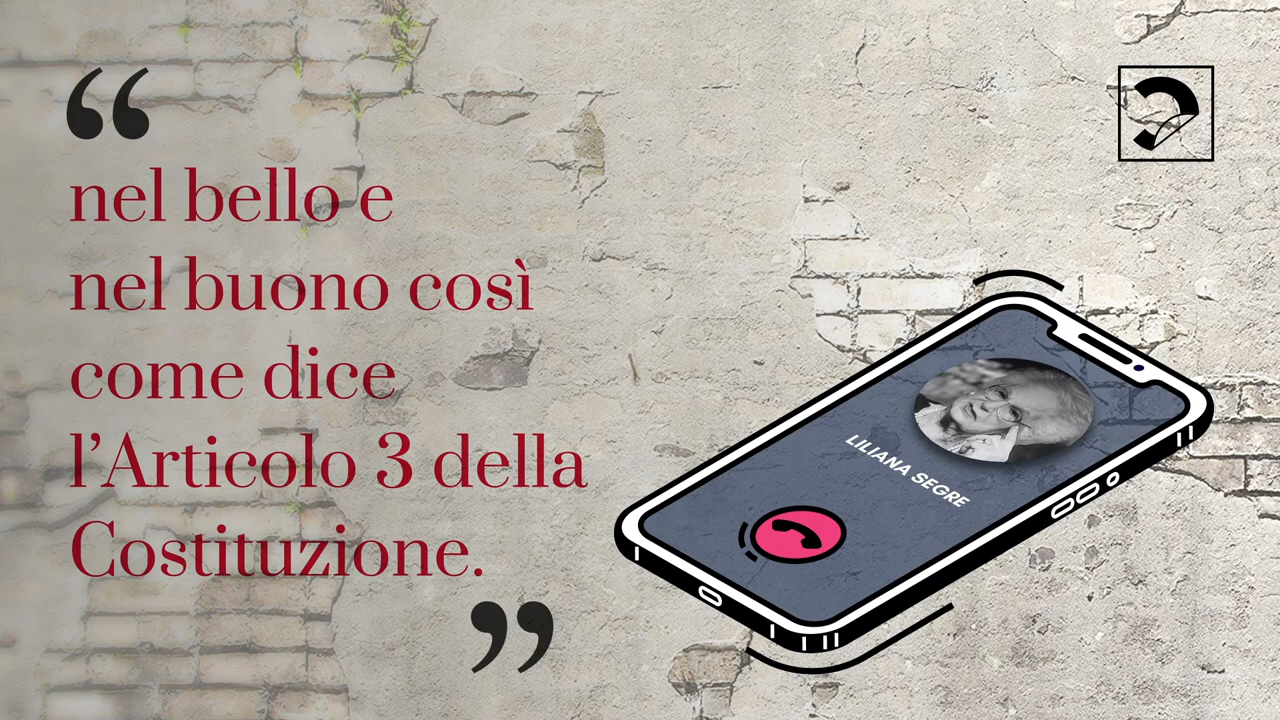 “
nel bello e
nel buono così
come dice
l’Articolo 3 della
Costituzione.
”
LILIANA SEGRE